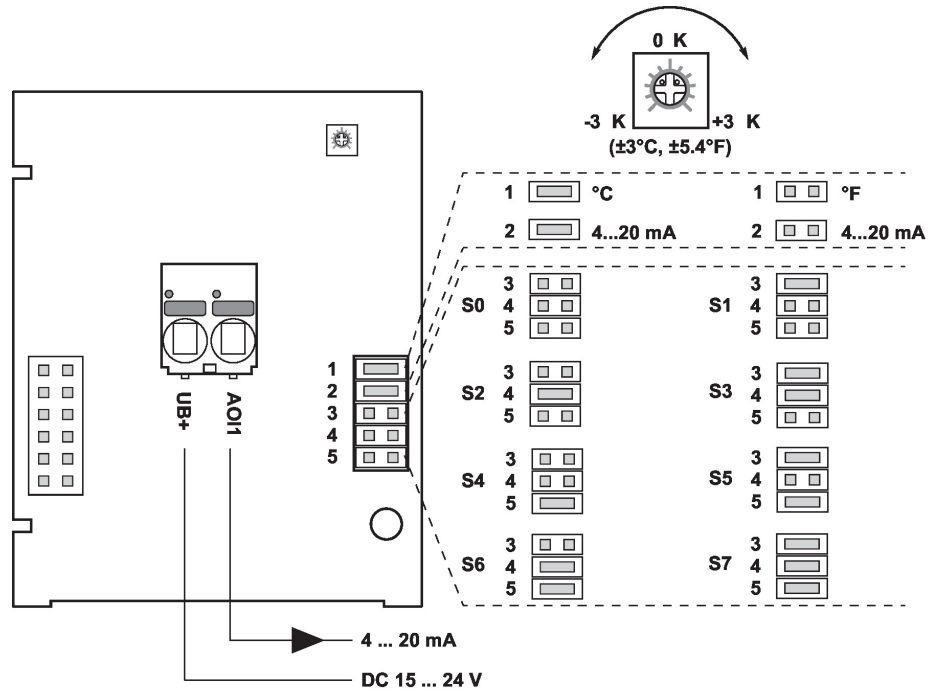 0 K
-3 K +3 K
(±3°C, ±5.4°F)
1 °C 1 °F
2 4...20 mA 2 4...20 mA
S0 3 4 5 S1 3 4 5
S2 3 4 5 S3 3 4 5
S4 3 4 5 S5 3 4 5
S6 3 4 5 S7 3 4 5
1
2
3
4
5
UB+
AOI1
4 ... 20 mA
DC 15 ... 24 V